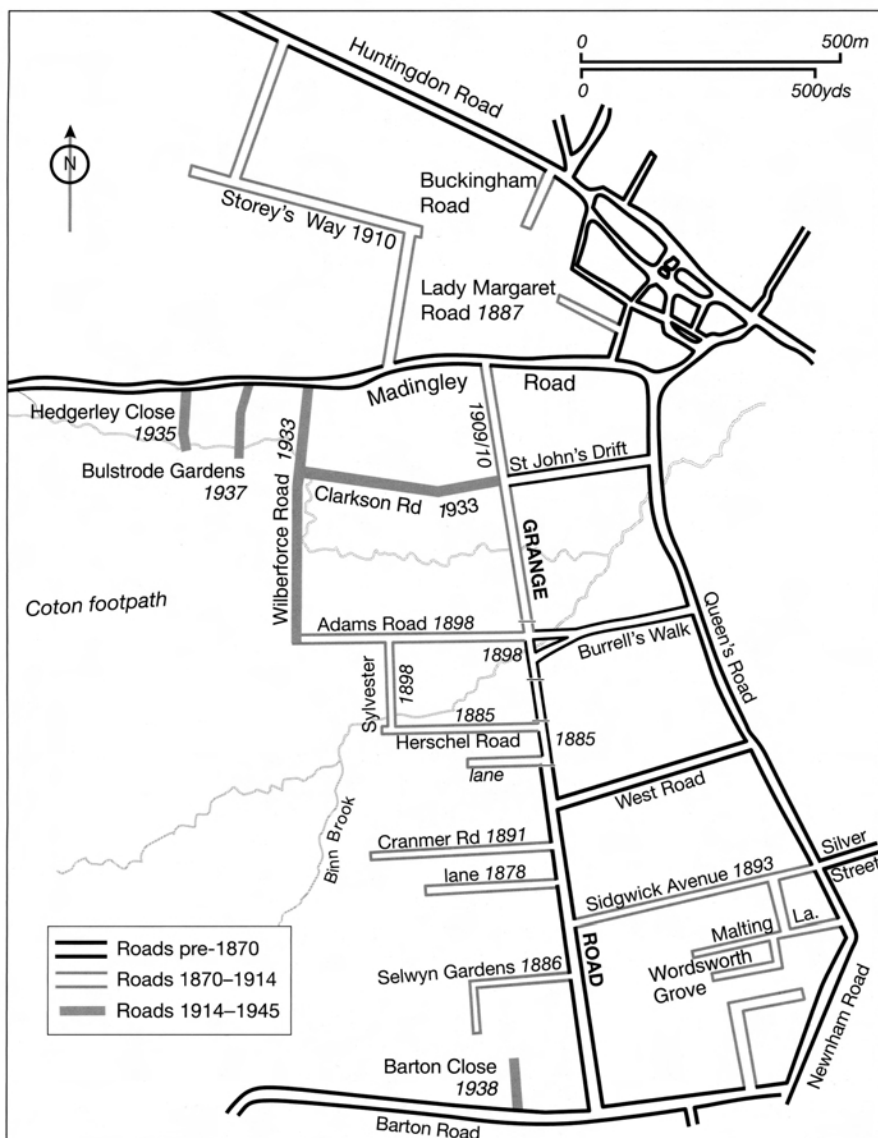 0 500m
0 500yds
Huntingdon Road
N
Buckingham
Road
Storey's Way 1910
Lady Margaret
Road 1887
Madingley Road
Hedgerley Close
1935
Bulstrode Gardens
1937
Wilberforce Road
1933
1909/10
St John's Drift
Clarkson Rd 1933
GRANGE
Coton footpath
Adams Road 1898
1898
Burrell's Walk
Queen's Road
Sylvester
1898
1885
Herschel Road
1885
lane
West Road
Binn Brook
Cranmer Rd 1891
lane 1878
Silver
Street
Sidgwick Avenue 1893
Malting La.
Wordsworth
Grove
ROAD
Selwyn Gardens 1886
Newnham Road
Barton Close
1938
Barton Road
Roads pre-1870
Roads 1870–1914
Roads 1914–1945